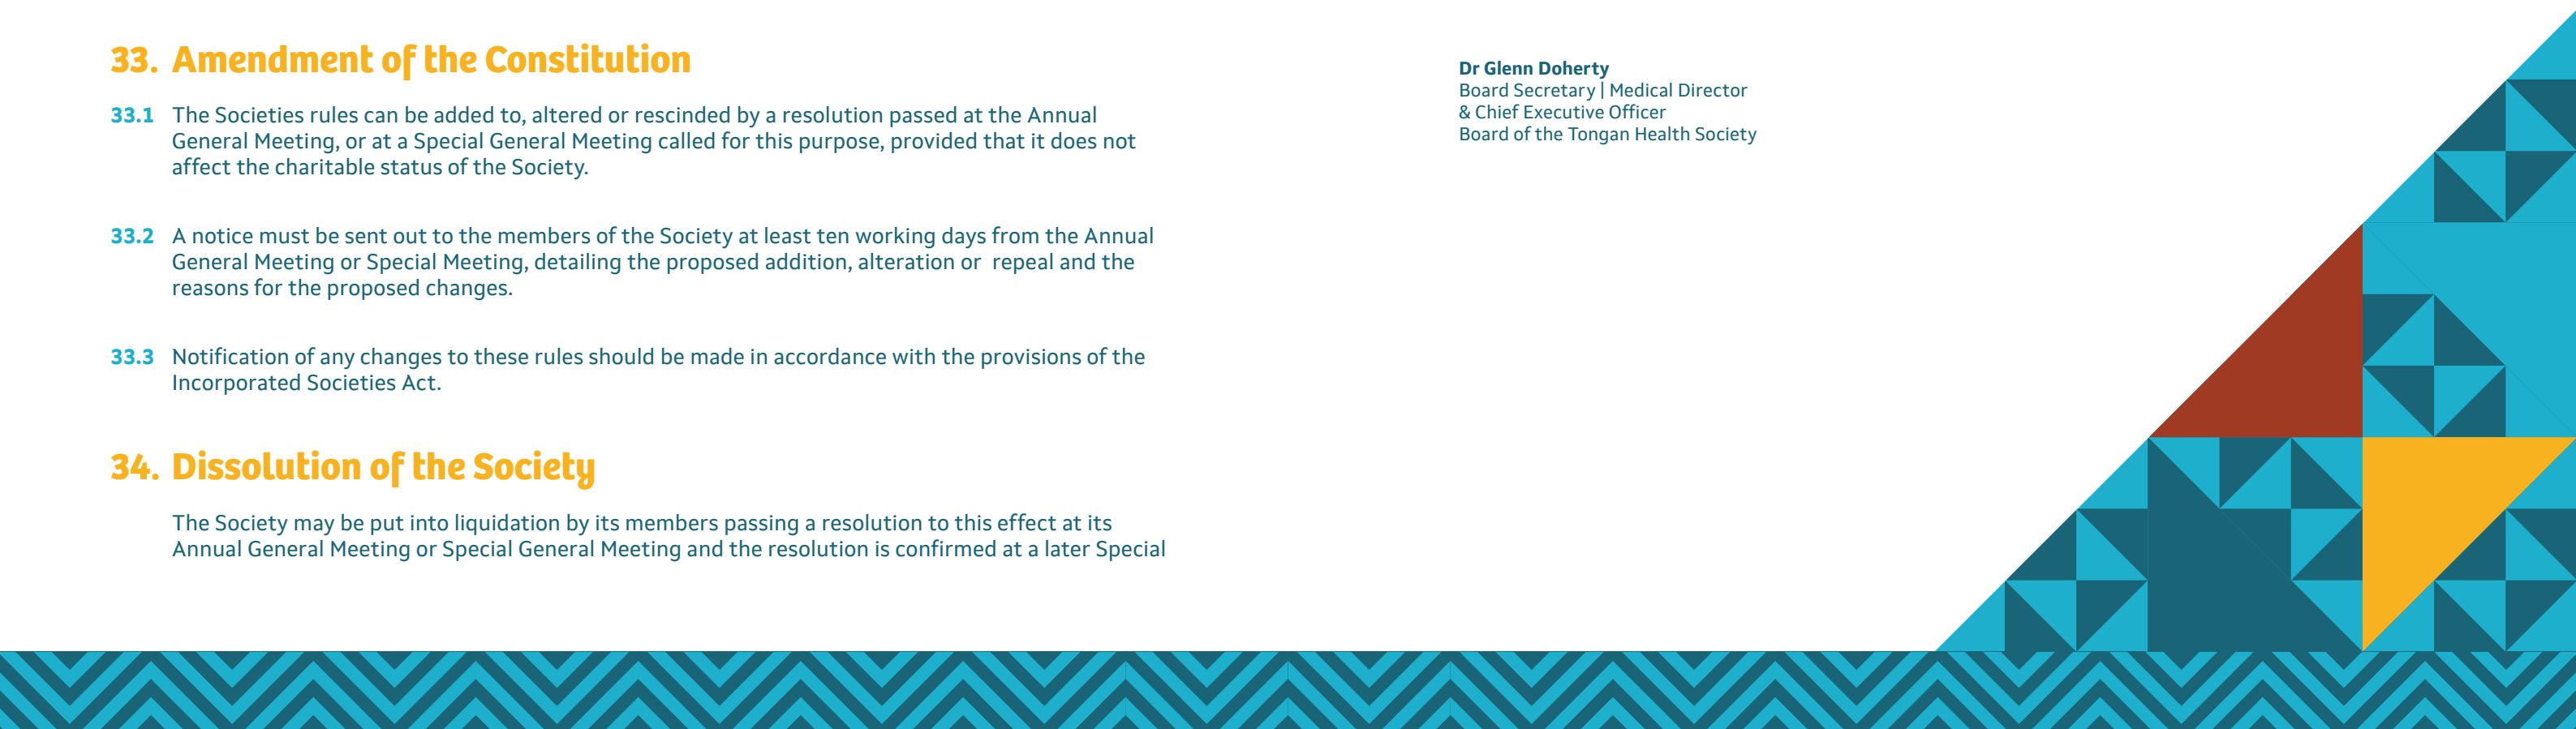 33. Amendment of the Constitution
33.1 The Societies rules can be added to, altered or rescinded by a resolution passed at the Annual
General Meeting, or at a Special General Meeting called for this purpose, provided that it does not
affect the charitable status of the Society.
33.2 A notice must be sent out to the members of the Society at least ten working days from the Annual
General Meeting or Special Meeting, detailing the proposed addition, alteration or  repeal and the
reasons for the proposed changes.
33.3 Notification of any changes to these rules should be made in accordance with the provisions of the
Incorporated Societies Act.
34. Dissolution of the Society
The Society may be put into liquidation by its members passing a resolution to this effect at its
Annual General Meeting or Special General Meeting and the resolution is confirmed at a later Special
Dr Glenn Doherty
Board Secretary | Medical Director
& Chief Executive Officer
Board of the Tongan Health Society